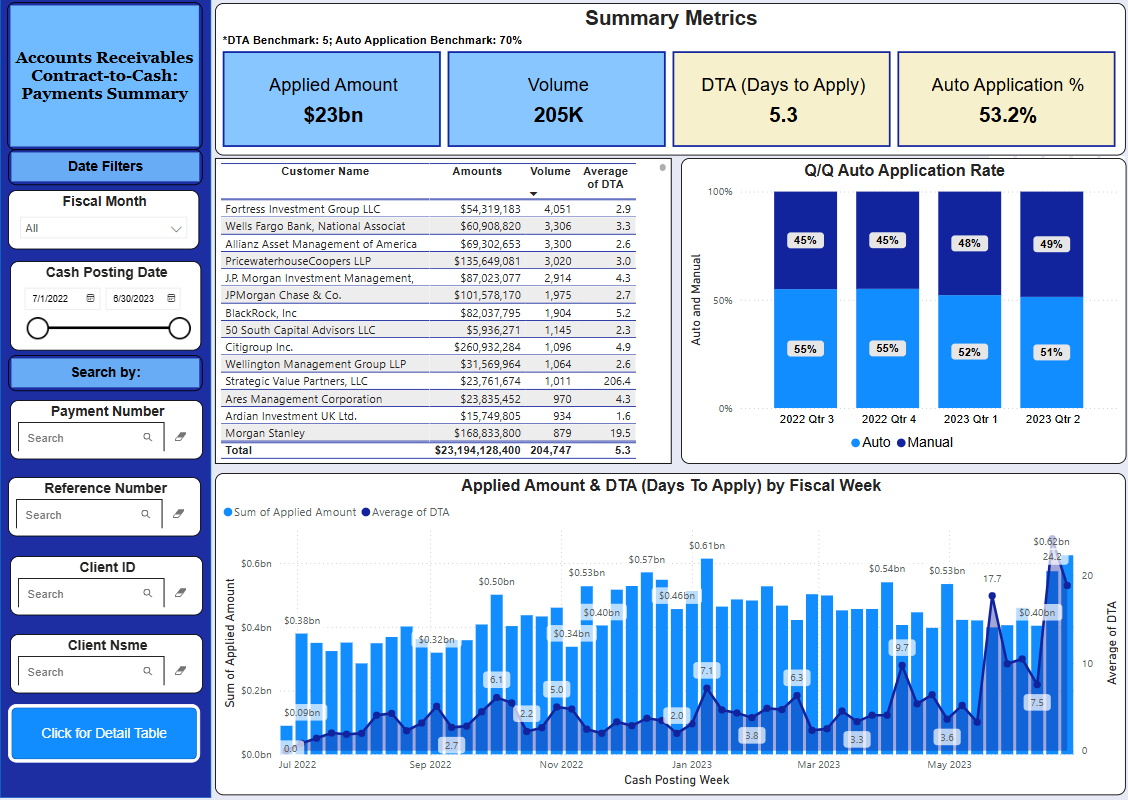 Accounts Receivables
Contract-to-Cash:
Payments Summary
Date Filters
Fiscal Month
All
Cash Posting Date
7/1/2022 6/30/2023
Search by:
Payment Number
Search
Reference Number
Search
Client ID
Search
Client Nsme
Search
Click for Detail Table
Summary Metrics
*DTA Benchmark: 5; Auto Application Benchmark: 70%
Applied Amount
$23bn
Volume
205K
DTA (Days to Apply)
5.3
Auto Application %
53.2%
Customer Name Amounts Volume Average
of DTA
Fortress Investment Group LLC $54,319,183 4,051 2.9
Wells Fargo Bank, National Associat $60,908,820 3,306 3.3
Allianz Asset Management of America $69,302,653 3,300 2.6
PricewaterhouseCoopers LLP $135,649,081 3,020 3.0
J.P. Morgan Investment Management, $87,023,077 2,914 4.3
JPMorgan Chase & Co. $101,578,170 1,975 2.7
BlackRock, Inc $82,037,795 1,904 5.2
50 South Capital Advisors LLC $5,936,271 1,145 2.3
Citigroup Inc. $260,932,284 1,096 4.9
Wellington Management Group LLP $31,569,964 1,064 2.6
Strategic Value Partners, LLC $23,761,674 1,011 206.4
Ares Management Corporation $23,835,452 970 4.3
Ardian Investment UK Ltd. $15,749,805 934 1.6
Morgan Stanley $168,833,800 879 19.5
Total $23,194,128,400 204,747 5.3
Q/Q Auto Application Rate
Auto and Manual
100%
50%
0%
45% 45% 48% 49%
55% 55% 52% 51%
2022 Qtr 3 2022 Qtr 4 2023 Qtr 1 2023 Qtr 2
Auto Manual
Applied Amount & DTA (Days To Apply) by Fiscal Week
Sum of Applied Amount Average of DTA
Sum of Applied Amount
$0.6bn
$0.4bn
$0.2bn
$0.0bn
$0.09bn $0.38bn $0.32bn $0.50bn $0.34bn $0.53bn $0.40bn $0.57bn $0.46bn $0.61bn $0.54bn $0.53bn $0.40bn $0.62bn
0.0 2.7 6.1 2.2 5.0 2.0 7.1 3.8 6.3 3.3 9.7 3.6 17.7 7.5 24.2
20
10
0
Average of DTA
Jul 2022 Sep 2022 Nov 2022 Jan 2023 Mar 2023 May 2023
Cash Posting Week